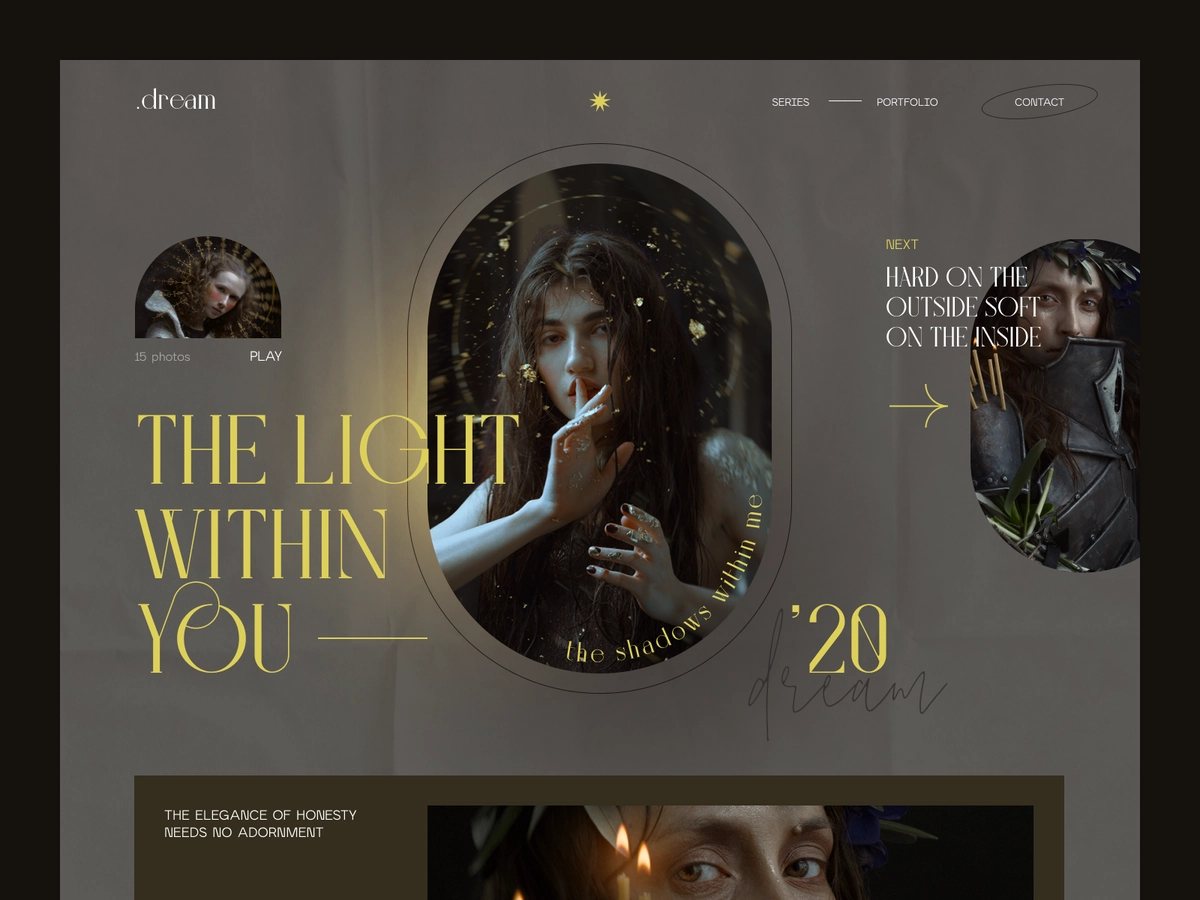 .dream
SERIES
PORTFOLIO
CONTACT
15 photos
PLAY
NEXT
HARD ON THE
OUTSIDE SOFT
ON THE INSIDE
THE LIGHT
WITHIN
YOU
the shadows within me
’20
dream
THE ELEGANCE OF HONESTY
NEEDS NO ADORNMENT